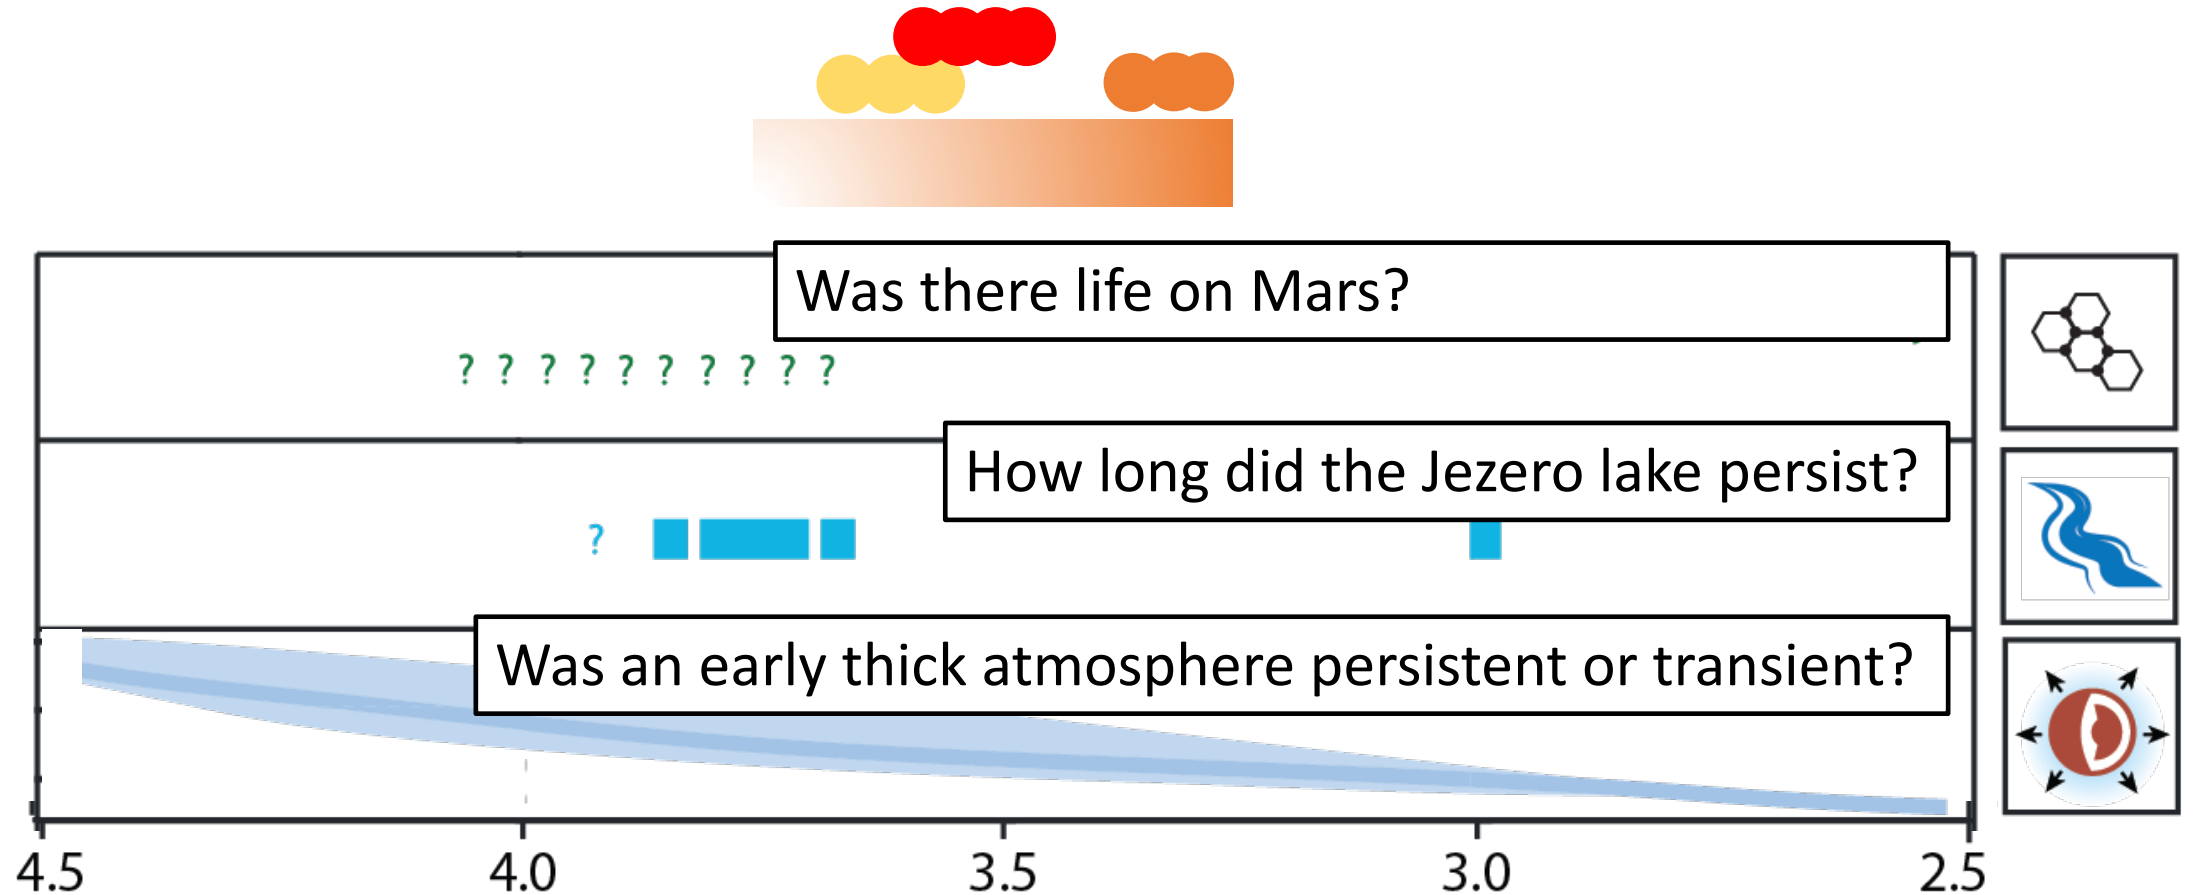 Was there life on Mars?
? ? ? ? ? ? ? ? ? ?
How long did the Jezero lake persist?
?
Was an early thick atmosphere persistent or transient?
4.5 4.0 3.5 3.0 2.5